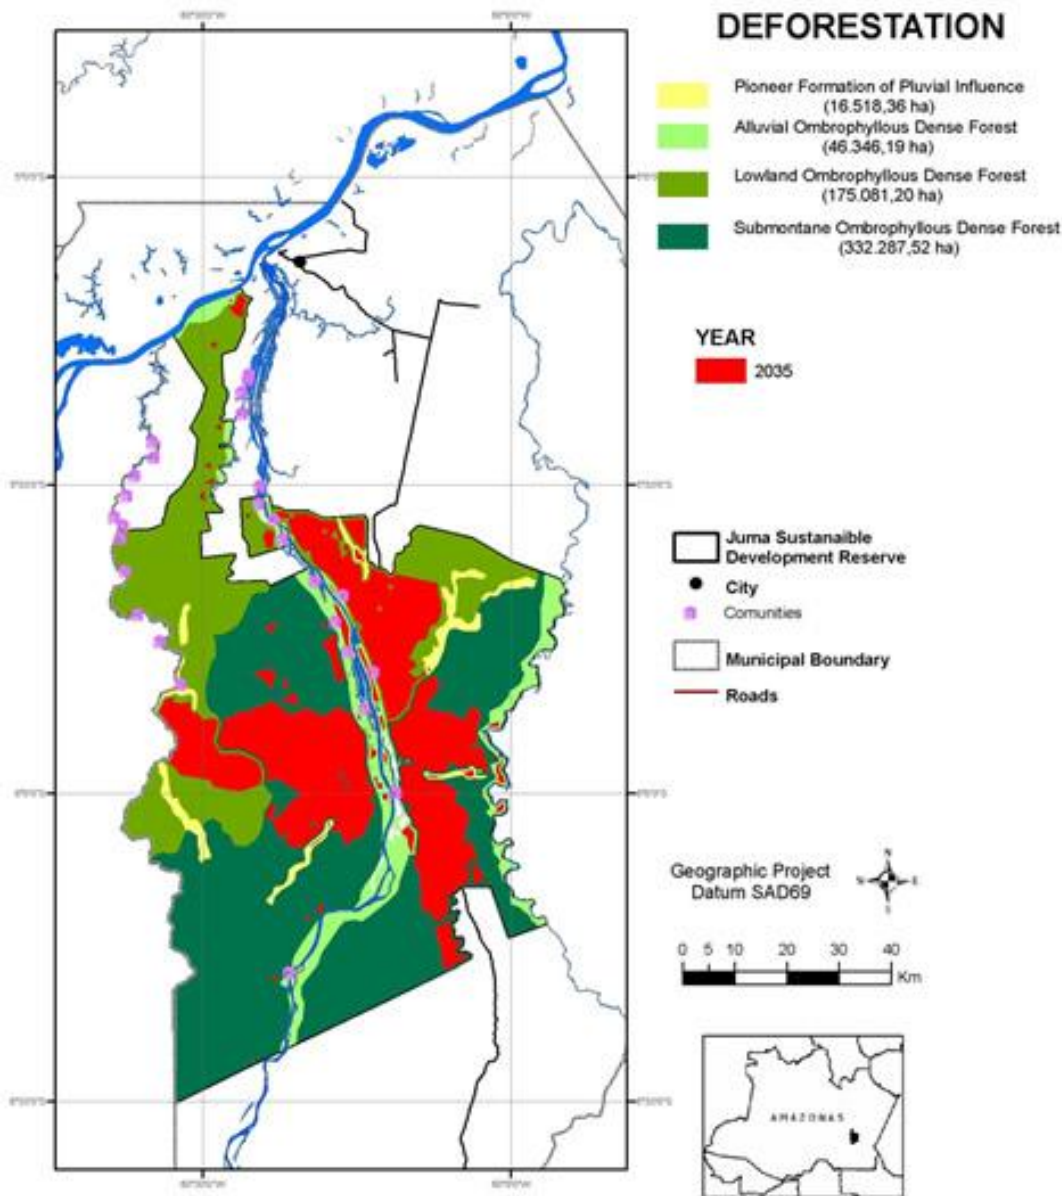 DEFORESTATION
Pioneer Formation of Pluvial Influence
(16.518,36 ha)
Alluvial Ombrophyllous Dense Forest
(46.346,19 ha)
Lowland Ombrophyllous Dense Forest
(175.081,20 ha)
Submontane Ombrophyllous Dense Forest
(332.287,52 ha)
YEAR
2035
Juma Sustanaible
Development Reserve
City
Comunities
Municipal Boundary
Roads
Geographic Project
Datum SAD69
N
E
S
0 5 10 20 30 40
Km
AMAZONAS